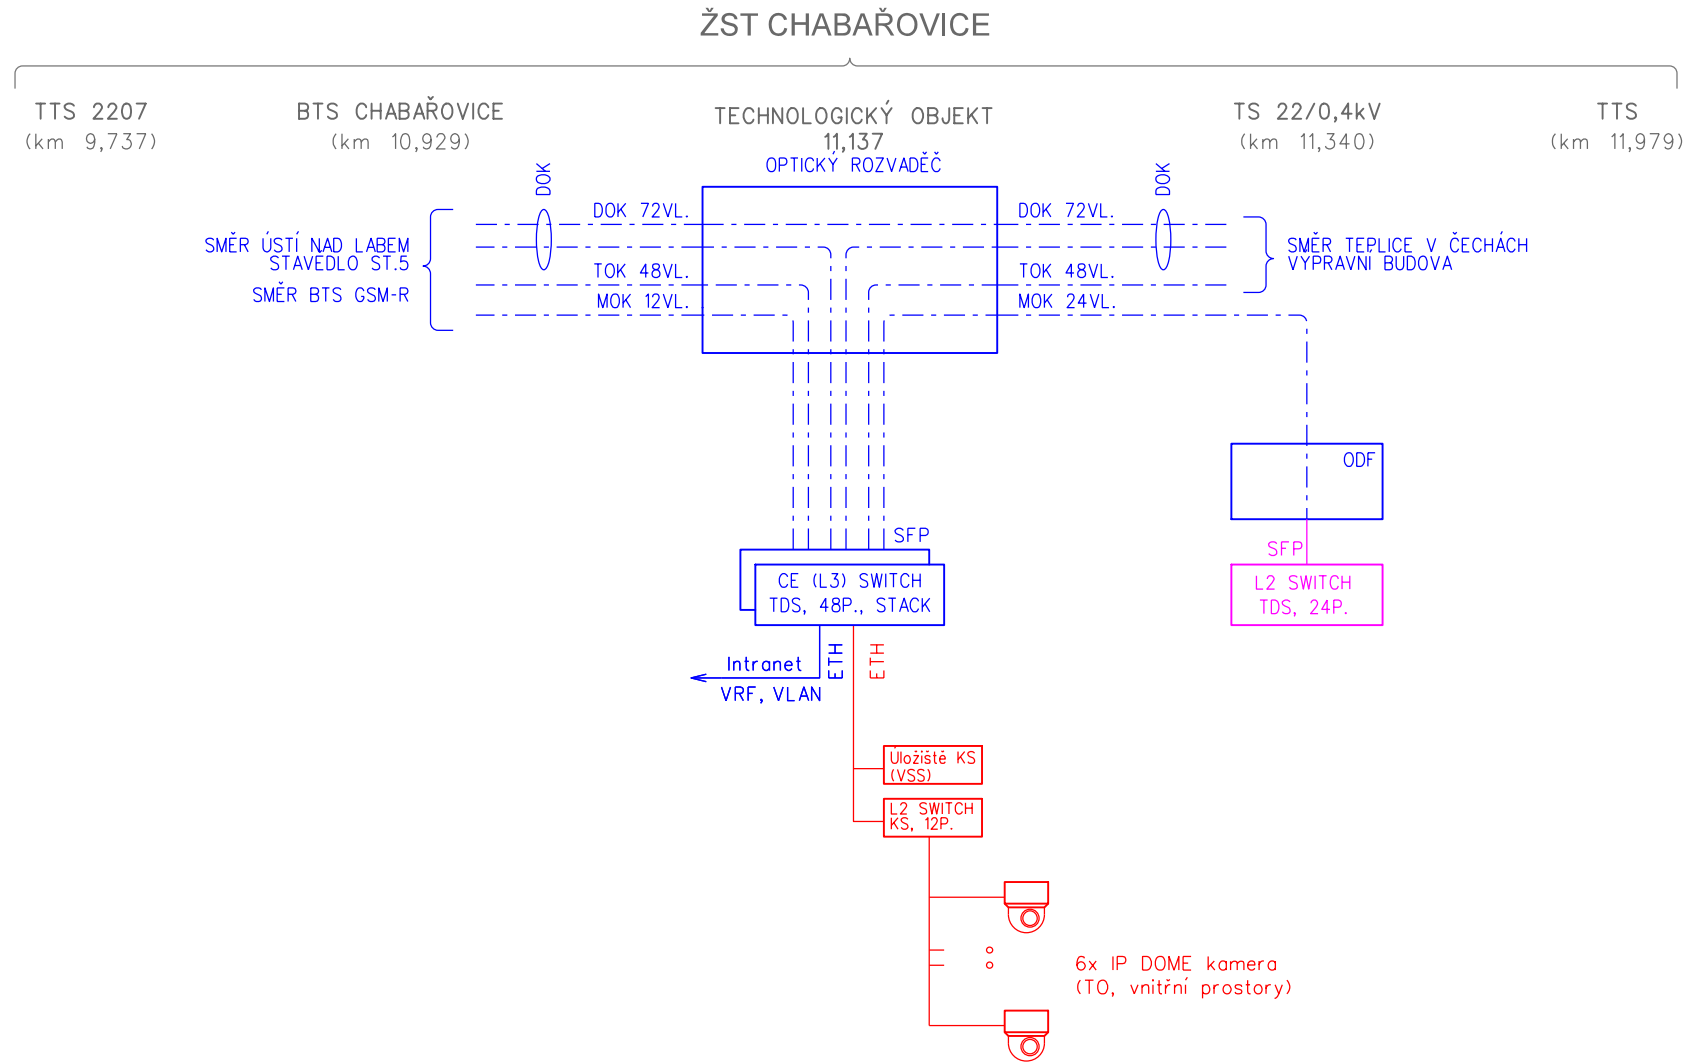 ŽST CHABAŘOVICE
TTS 2207
(km 9,737)
BTS CHABAŘOVICE
(km 10,929)
TECHNOLOGICKÝ OBJEKT
11,137
TS 22/0,4kV
(km 11,340)
TTS
(km 11,979)
OPTICKÝ ROZVADĚČ
DOK
DOK
DOK 72VL.
DOK 72VL.
SMĚR ÚSTÍ NAD LABEM
STAVEDLO ST.5
SMĚR BTS GSM-R
SMĚR TEPLICE V ČECHÁCH
VÝPRAVNÍ BUDOVA
TOK 48VL.
TOK 48VL.
MOK 12VL.
MOK 24VL.
ODF
SFP
SFP
CE (L3) SWITCH
TDS, 48P., STACK
L2 SWITCH
TDS, 24P.
Intranet
VRF, VLAN
ETH
ETH
Úložiště KS
(VSS)
L2 SWITCH
KS, 12P.
6x IP DOME kamera
(TO, vnitřní prostory)